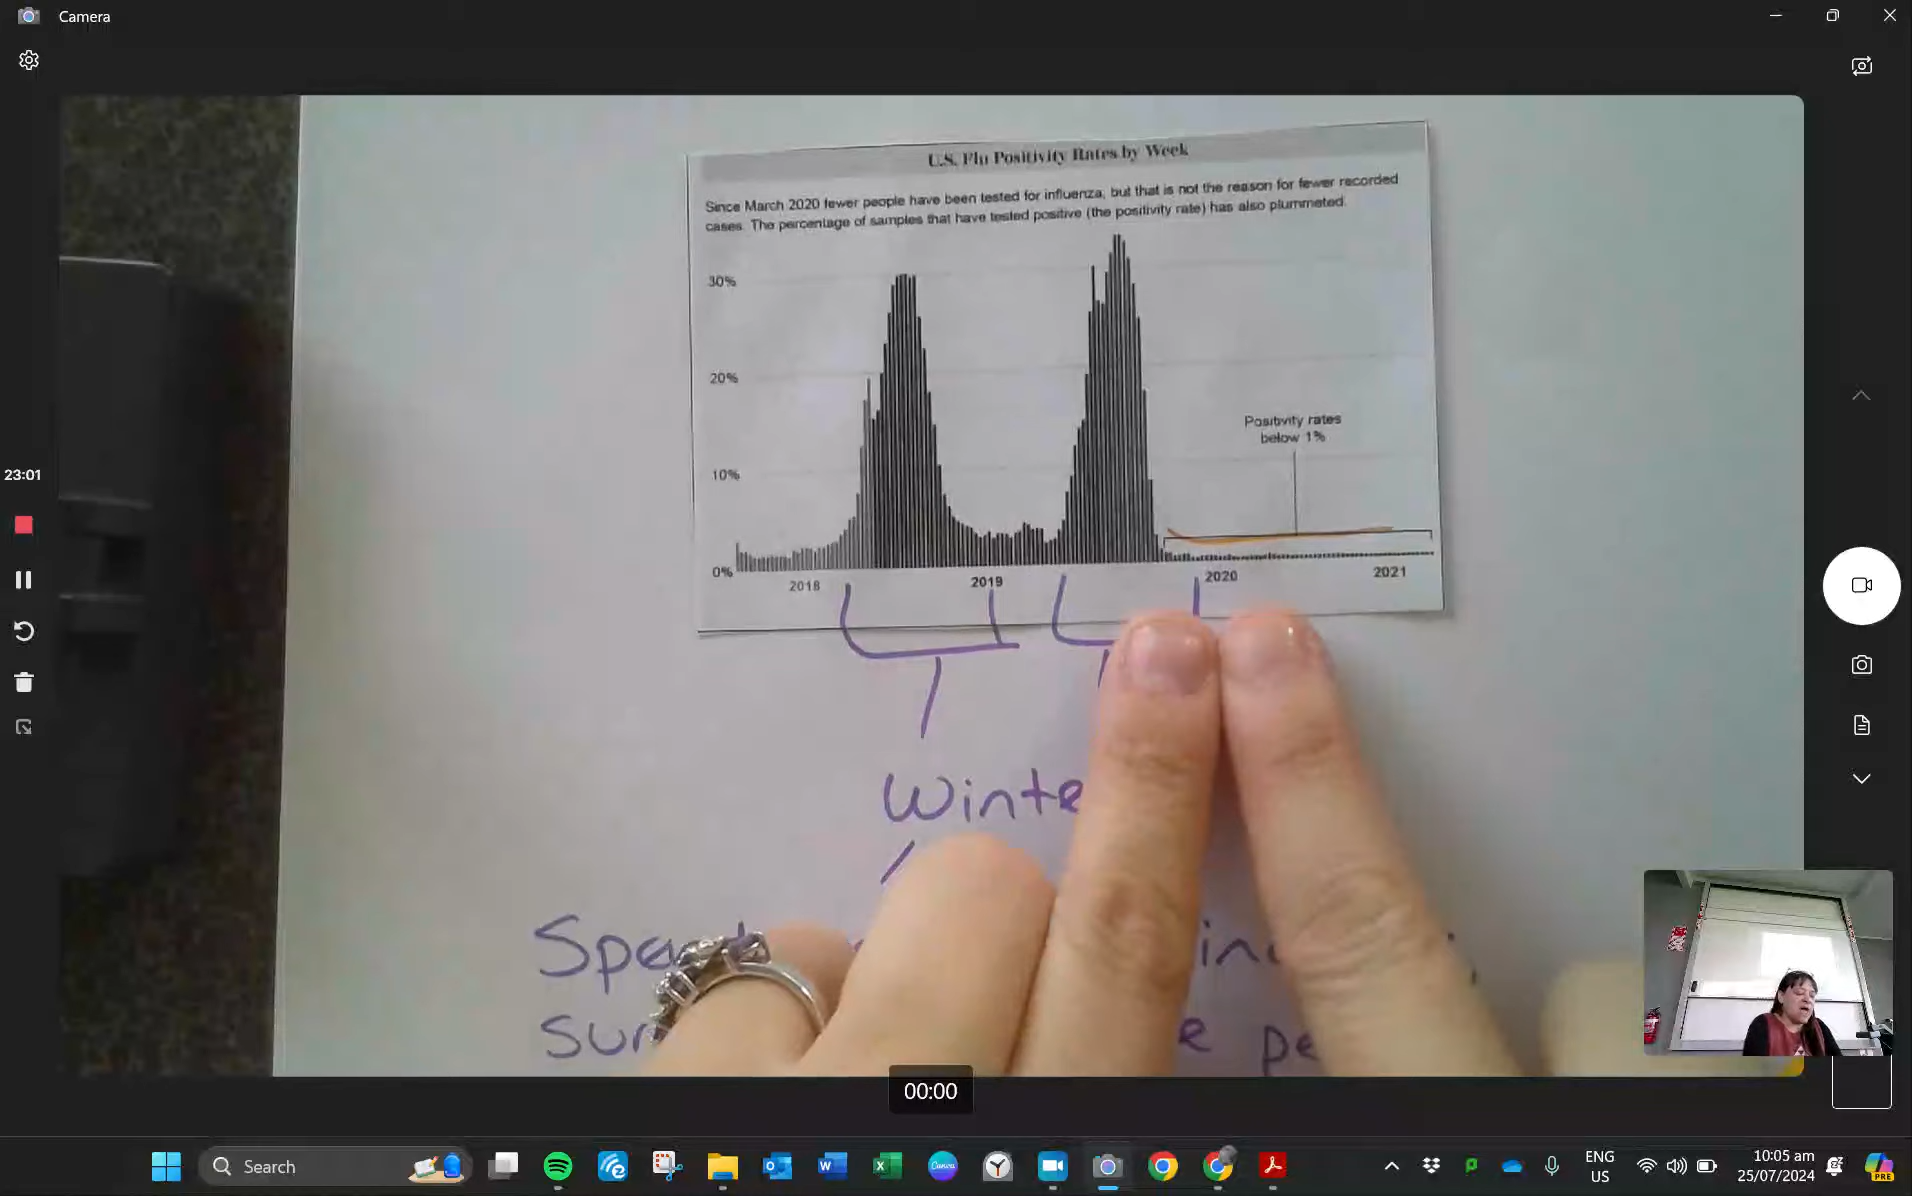 Camera
U.S. Flu Positivity Rates by Week
Since March 2020 fewer people have been tested for influenza, but that is not the reason for fewer recorded
cases. The percentage of samples that have tested positive (the positivity rate) has also plummeted.
30%
20%
Positivity rates
below 1%
10%
0%
2018
2019
2020
2021
23:01
00:00
Search
ENG
US
10:05 am
25/07/2024
PRE